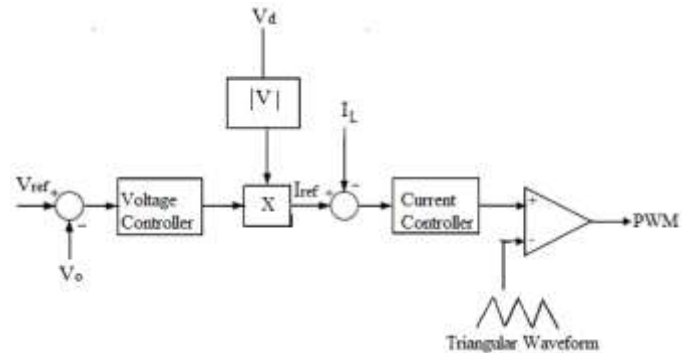 Vd
|V|
IL
Vref
+
−
Vo
Voltage
Controller
X
Iref
+
−
Current
Controller
+
-
PWM
Triangular Waveform